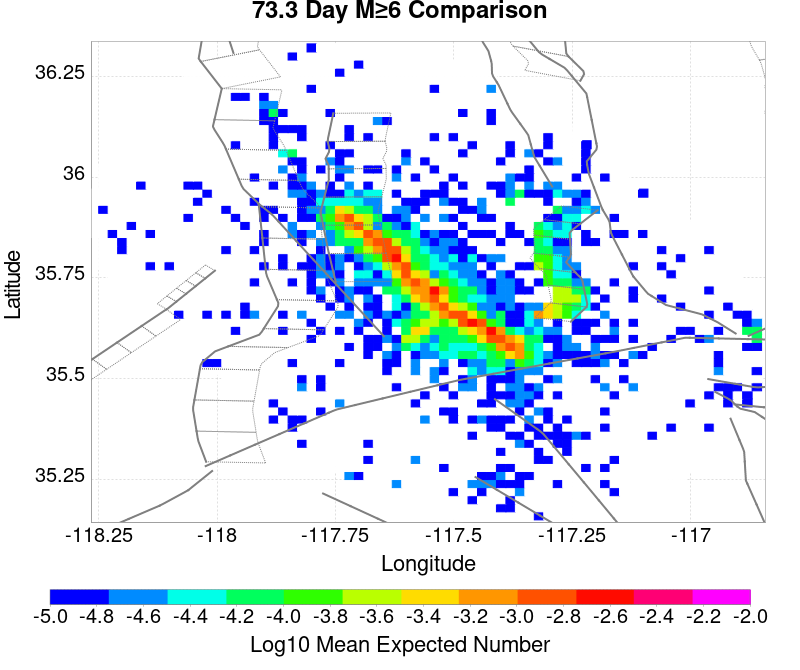 73.3 Day M≥6 Comparison
36.25
36
35.75
35.5
35.25
Latitude
-118.25 -118 -117.75 -117.5 -117.25 -117
Longitude
-5.0 -4.8 -4.6 -4.4 -4.2 -4.0 -3.8 -3.6 -3.4 -3.2 -3.0 -2.8 -2.6 -2.4 -2.2 -2.0
Log10 Mean Expected Number